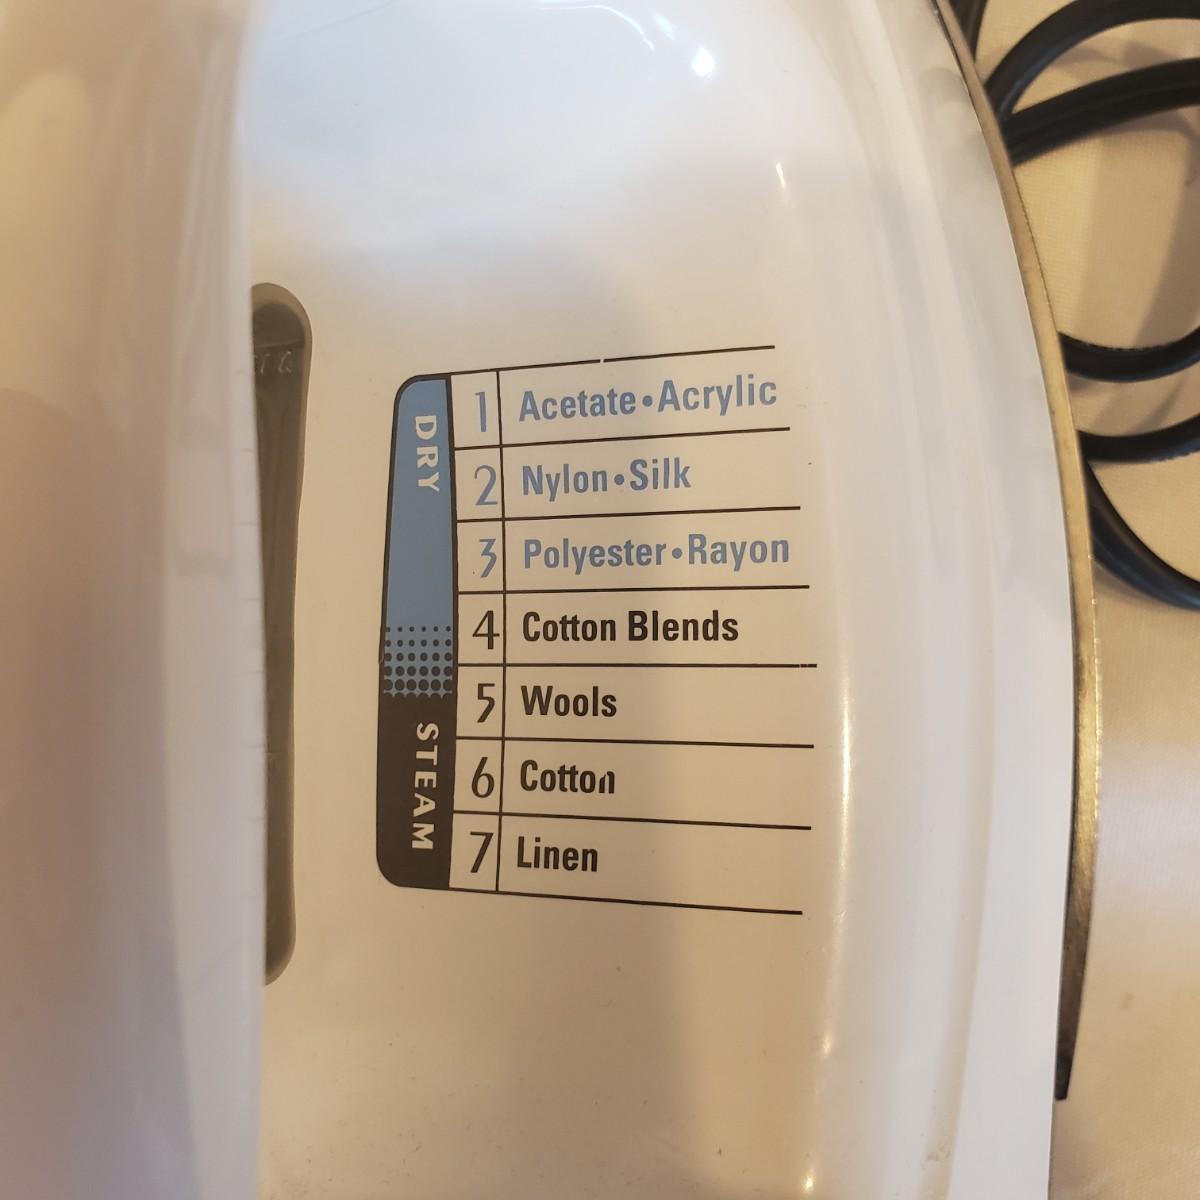 DRY
1 Acetate•Acrylic
2 Nylon•Silk
3 Polyester•Rayon
4 Cotton Blends
STEAM
5 Wools
6 Cotton
7 Linen